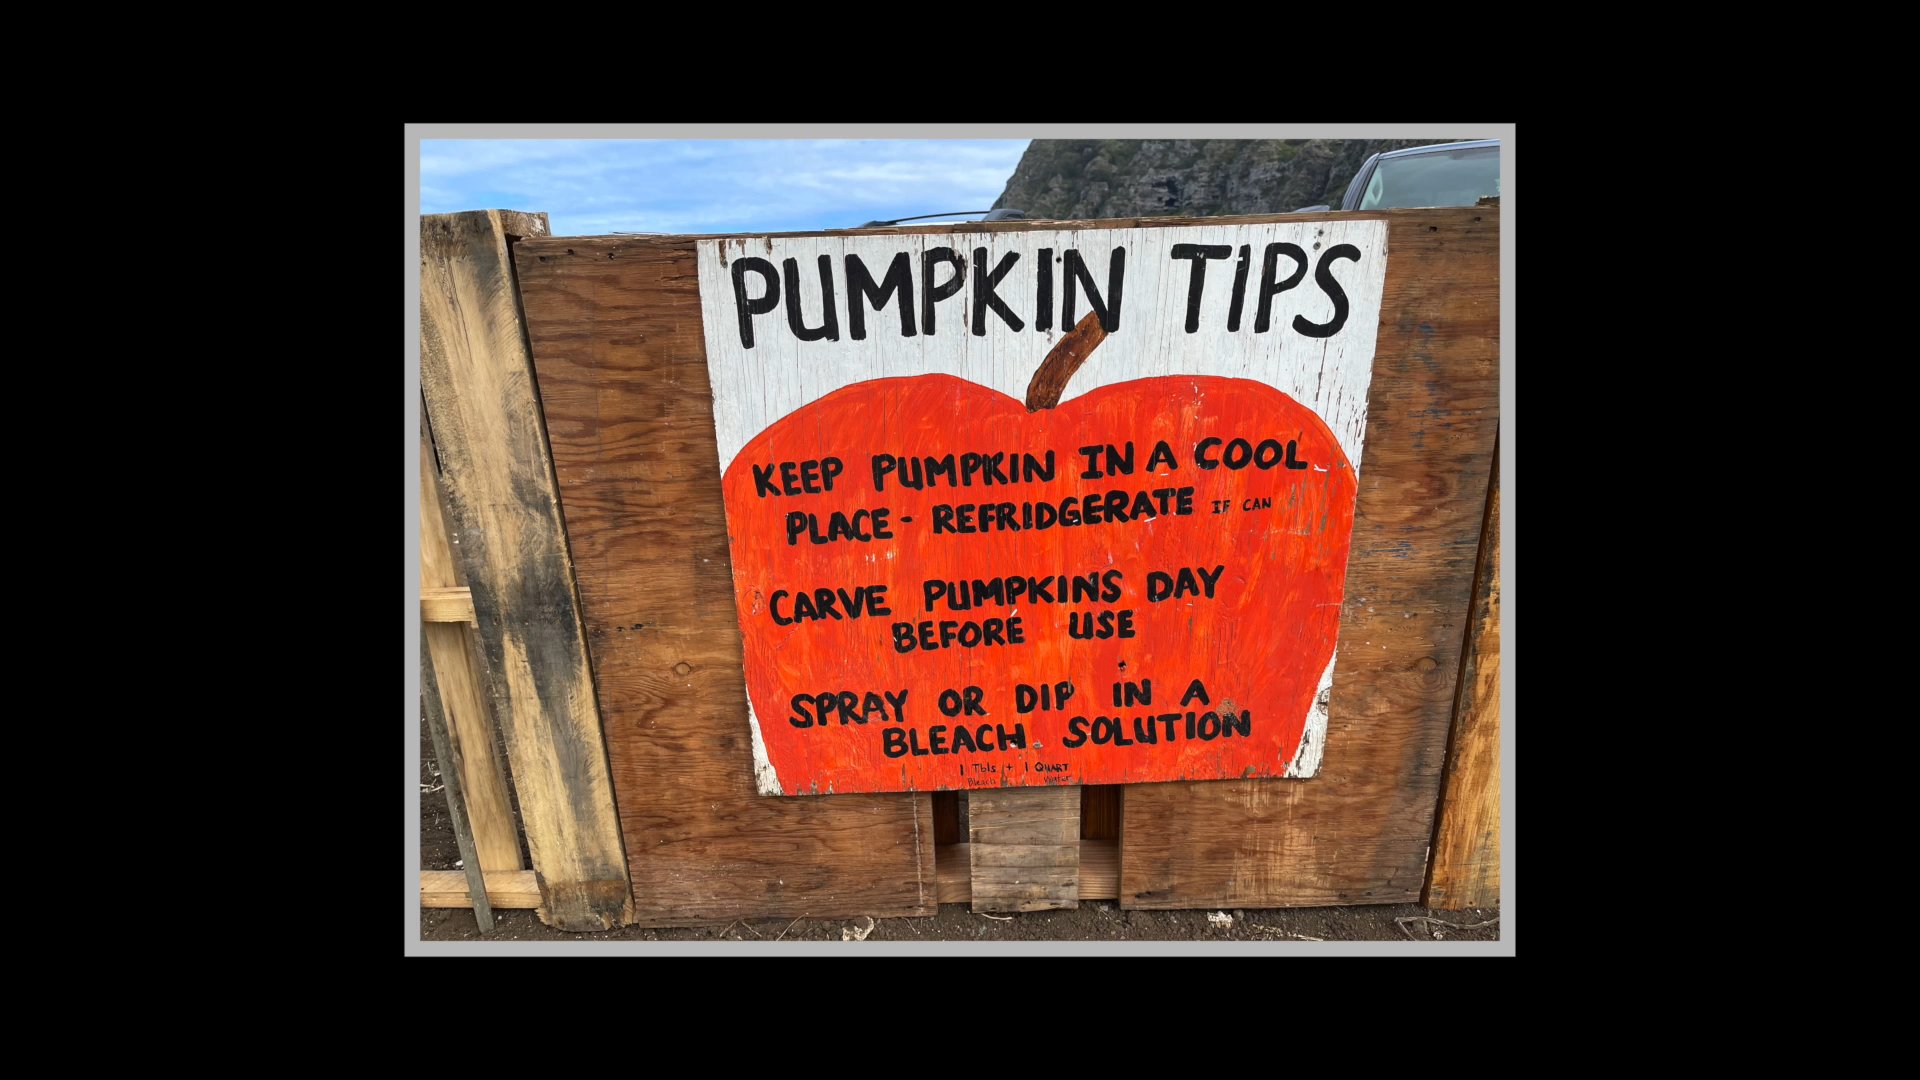 PUMPKIN TIPS
KEEP PUMPKIN IN A COOL
PLACE - REFRIDGERATE IF CAN
CARVE PUMPKINS DAY
BEFORE USE
SPRAY OR DIP IN A
BLEACH SOLUTION
1 Tbls + 1 QUART
Bleach Water